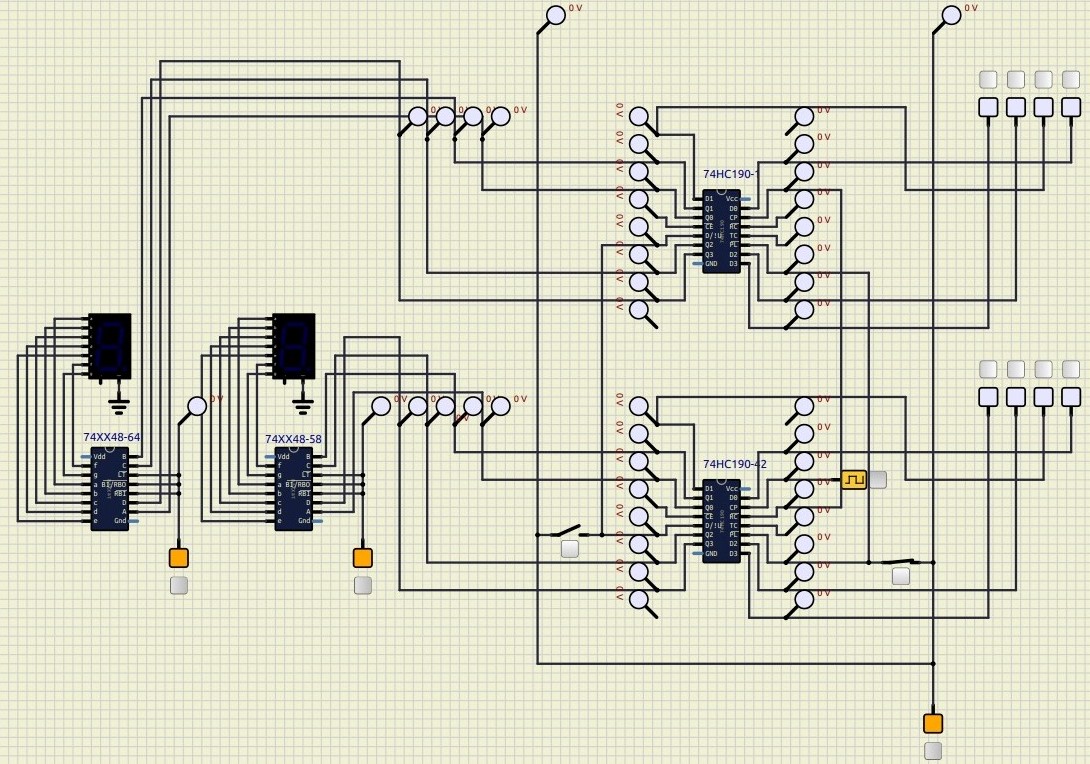 0 V
0 V
0 V 0 V 0 V 0 V
0 V 0 V
0 V 0 V
0 V 0 V
0 V 0 V
0 V 0 V
0 V 0 V
0 V 0 V
0 V 0 V
74HC190-1
D1 Vcc
Q1 D0
Q0 CP
CE RC
D/!U TC
Q2 PL
Q3 D2
GND D3
0 V
0 V 0 V 0 V 0 V 0 V
0 V 0 V
0 V 0 V
0 V 0 V
0 V 0 V
0 V 0 V
0 V 0 V
0 V 0 V
0 V 0 V
74XX48-64
Vdd B
f C
g LT
a BI/RBO
b RBI
c D
d A
e Gnd
74XX48-58
Vdd B
f C
g LT
a BI/RBO
b RBI
c D
d A
e Gnd
74HC190-42
D1 Vcc
Q1 D0
Q0 CP
CE RC
D/!U TC
Q2 PL
Q3 D2
GND D3